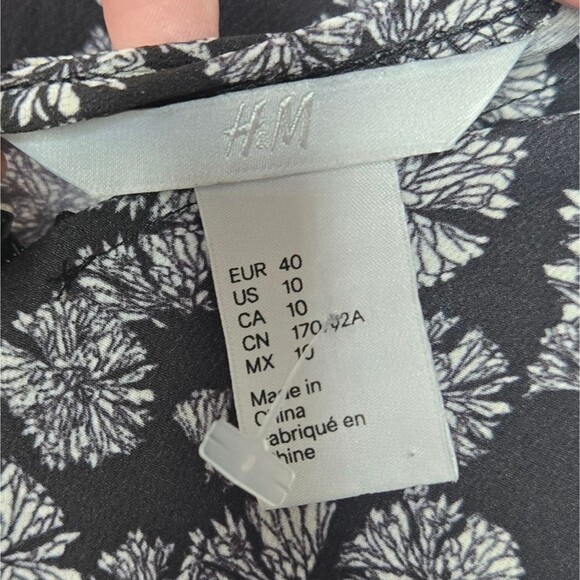 H&M
EUR 40
US 10
CA 10
CN 170/92A
MX 10
Made in
China
Fabriqué en
Chine